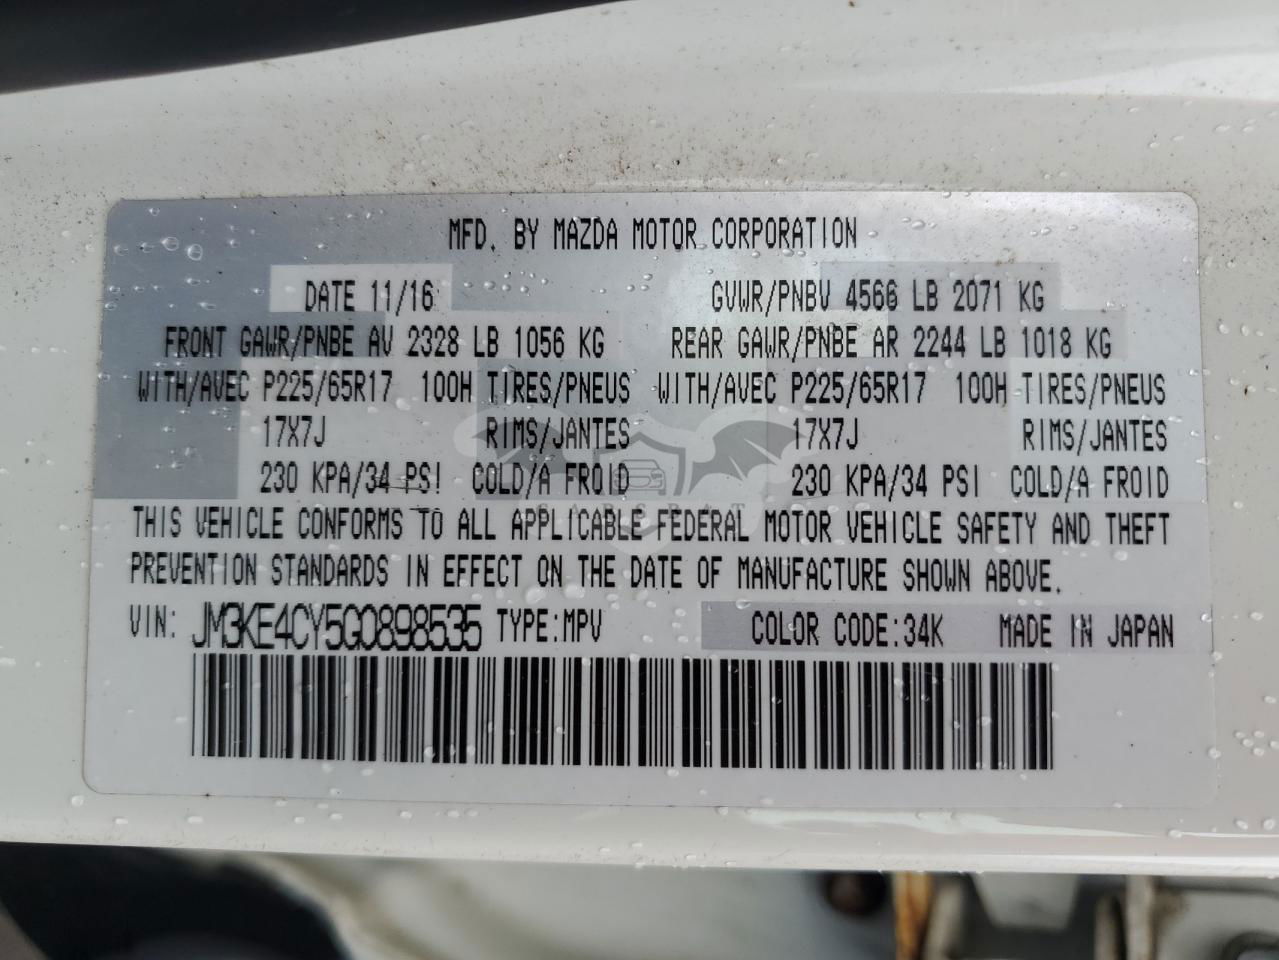 MFD. BY MAZDA MOTOR CORPORATION
DATE 11/16 GVWR/PNBV 4566 LB 2071 KG
FRONT GAWR/PNBE AV 2328 LB 1056 KG REAR GAWR/PNBE AR 2244 LB 1018 KG
WITH/AVEC P225/65R17 100H TIRES/PNEUS WITH/AVEC P225/65R17 100H TIRES/PNEUS
17X7J RIMS/JANTES 17X7J RIMS/JANTES
230 KPA/34 PSI COLD/A FROID 230 KPA/34 PSI COLD/A FROID
THIS VEHICLE CONFORMS TO ALL APPLICABLE FEDERAL MOTOR VEHICLE SAFETY AND THEFT
PREVENTION STANDARDS IN EFFECT ON THE DATE OF MANUFACTURE SHOWN ABOVE.
VIN: JM3KE4CY5G0898535 TYPE:MPV COLOR CODE:34K MADE IN JAPAN